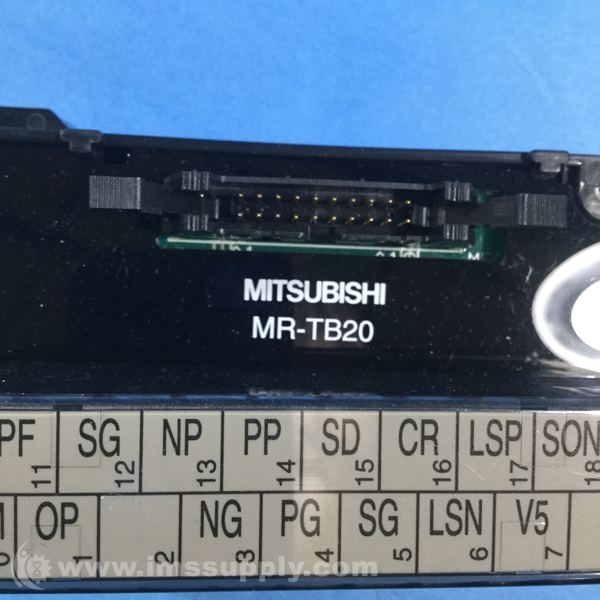 MITSUBISHI
MR-TB20
PF 11 SG 12 NP 13 PP 14 SD 15 CR 16 LSP 17 SON 18
OP 1 2 NG 3 PG 4 SG 5 LSN 6 V5 7
www.imssupply.com